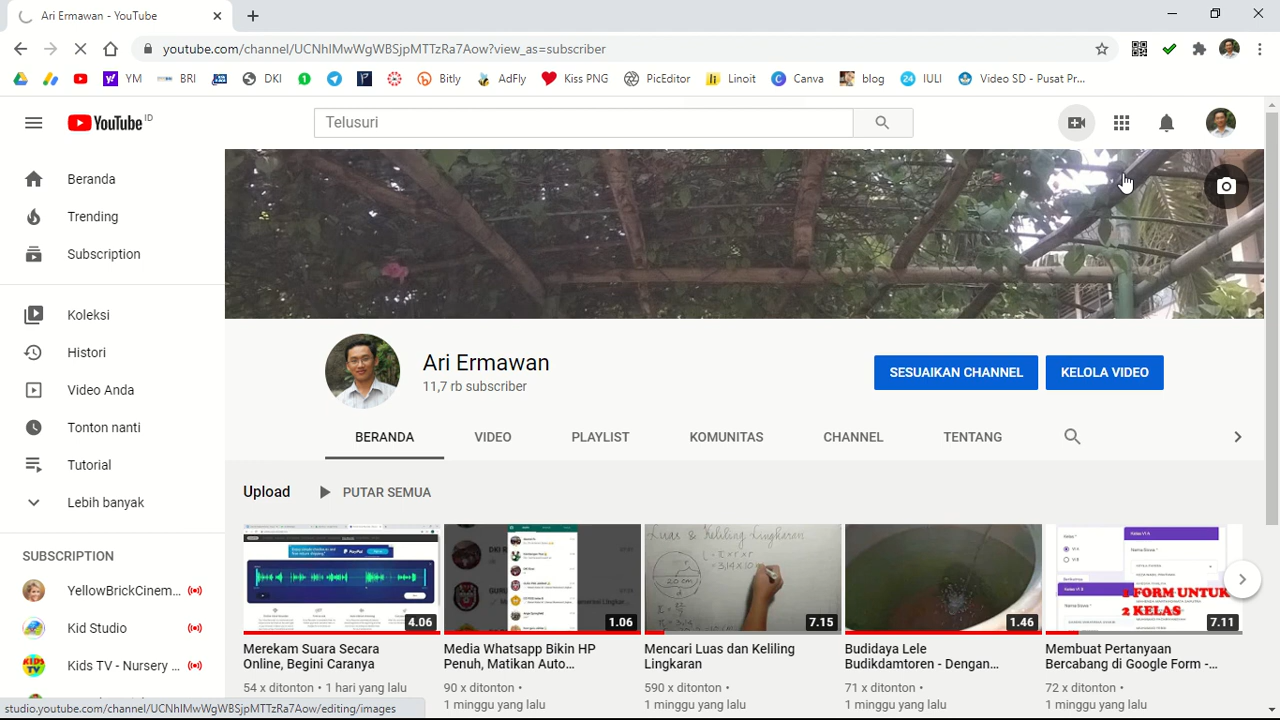 Ari Ermawan - YouTube
youtube.com/channel/UCNhIMwWgWBSjpMTTzRa7Aow?view_as=subscriber
YM BRI DKI Bitty AdFly Kiss PNG PicEditor Linoit Canva blog IULI Video SD - Pusat Pr...
YouTube ID
Telusuri
Beranda
Trending
Subscription
Koleksi
Histori
Video Anda
Tonton nanti
Tutorial
Lebih banyak
SUBSCRIPTION
YellowBrickCinem...
Kid Studio
Kids TV - Nursery ...
Ari Ermawan
11,7 rb subscriber
SESUAIKAN CHANNEL KELOLA VIDEO
BERANDA VIDEO PLAYLIST KOMUNITAS CHANNEL TENTANG
Upload PUTAR SEMUA
PayPal
4.06
1.06
Luas & Keliling Lingkaran
20 cm
7.15
1.46
Kelas VI A
FORM UNTUK
2 KELAS
7.11
Merekam Suara Secara
Online, Begini Caranya
54 x ditonton • 1 hari yang lalu
Media Whatsapp Bikin HP
Penuh, Matikan Auto...
90 x ditonton •
1 minggu yang lalu
Mencari Luas dan Keliling
Lingkaran
590 x ditonton •
1 minggu yang lalu
Budidaya Lele
Budikdamtoren - Dengan...
71 x ditonton •
1 minggu yang lalu
Membuat Pertanyaan
Bercabang di Google Form -...
72 x ditonton •
1 minggu yang lalu
studio.youtube.com/channel/UCNhIMwWgWBSjpMTTzRa7Aow/editing/images